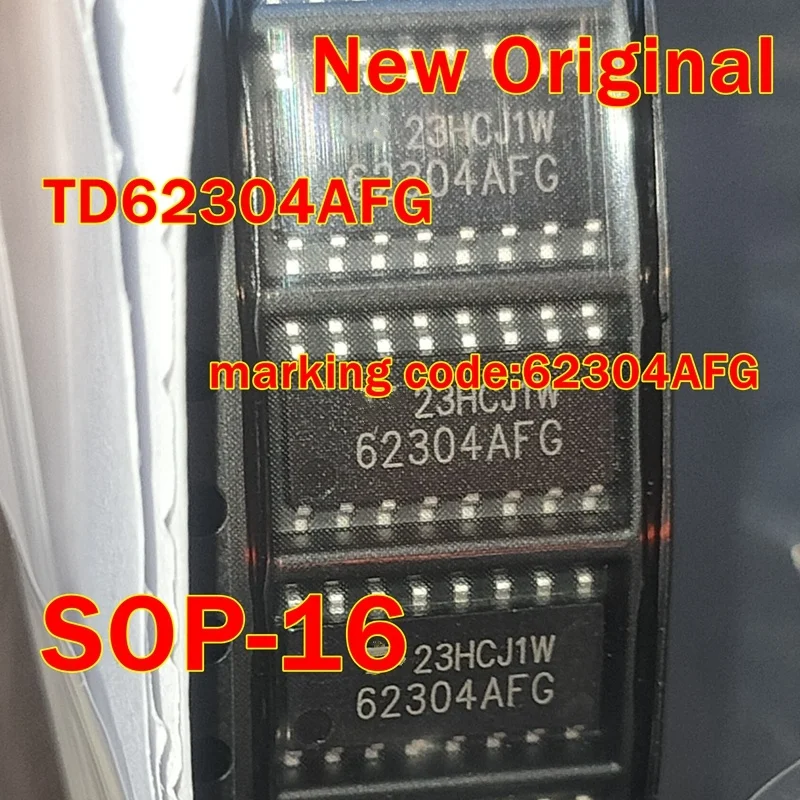 New Original
23HCJ1W
62304AFG
TD62304AFG
marking code:62304AFG
23HCJ1W
62304AFG
SOP-16
23HCJ1W
62304AFG